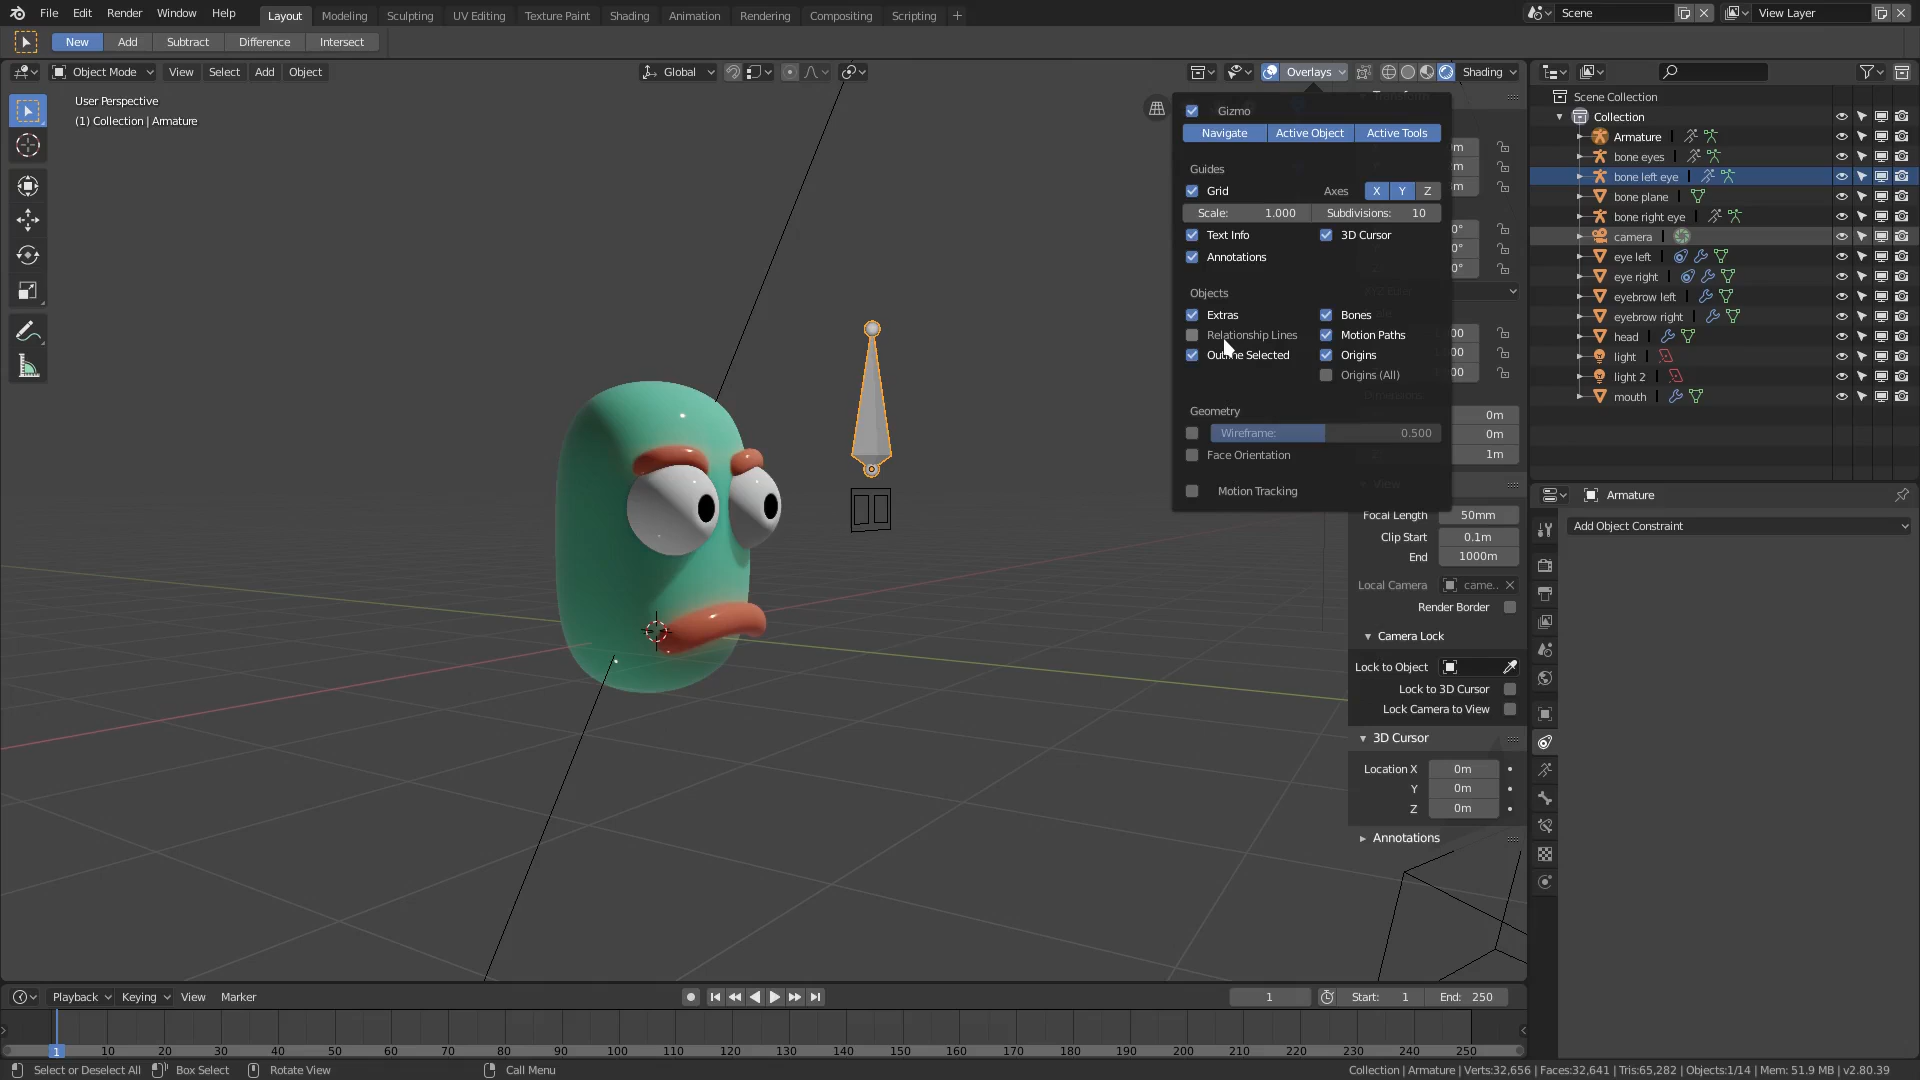 File Edit Render Window Help Layout Modeling Sculpting UV Editing Texture Paint Shading Animation Rendering Compositing Scripting + Scene View Layer
New Add Subtract Difference Intersect
Object Mode View Select Add Object Global Overlays Shading
User Perspective
(1) Collection | Armature
Gizmo
Navigate Active Object Active Tools
Guides
Grid Axes X Y Z
Scale: 1.000 Subdivisions: 10
Text Info 3D Cursor
Annotations
Objects
Extras Bones
Relationship Lines Motion Paths
Outline Selected Origins
Origins (All)
Geometry
Wireframe: 0.500
Face Orientation
Motion Tracking
0m
0m
1m
View
Focal Length 50mm
Clip Start 0.1m
End 1000m
Local Camera came..
Render Border
Camera Lock
Lock to Object
Lock to 3D Cursor
Lock Camera to View
3D Cursor
Location X 0m
Y 0m
Z 0m
Annotations
Scene Collection
Collection
Armature
bone eyes
bone left eye
bone plane
bone right eye
camera
eye left
eye right
eyebrow left
eyebrow right
head
light
light 2
mouth
Armature
Add Object Constraint
Playback Keying View Marker 1 Start: 1 End: 250
1 10 20 30 40 50 60 70 80 90 100 110 120 130 140 150 160 170 180 190 200 210 220 230 240 250
Select or Deselect All Box Select Rotate View Call Menu Collection | Armature | Verts:32,656 | Faces:32,641 | Tris:65,282 | Objects:1/14 | Mem: 51.9 MB | v2.80.39